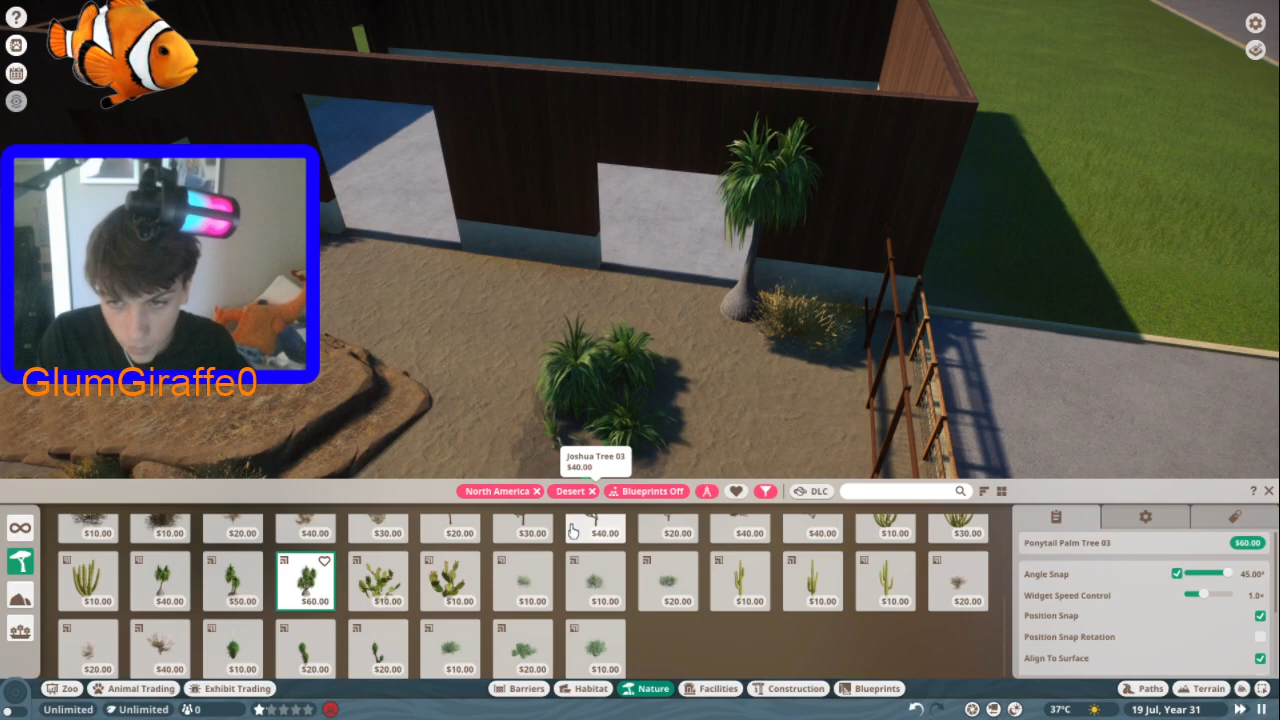 GlumGiraffe0
Joshua Tree 03
$40.00
North America × Desert × Blueprints Off DLC
? ×
$10.00 $10.00 $20.00 $40.00 $30.00 $20.00 $30.00 $40.00 $20.00 $40.00 $40.00 $10.00 $30.00
$10.00 $40.00 $50.00 $60.00 $10.00 $10.00 $10.00 $10.00 $20.00 $10.00 $10.00 $10.00 $20.00
$20.00 $40.00 $10.00 $20.00 $10.00 $10.00 $20.00 $10.00
Ponytail Palm Tree 03 $60.00
Angle Snap 45.00°
Widget Speed Control 1.0×
Position Snap
Position Snap Rotation
Align To Surface
Zoo Animal Trading Exhibit Trading Barriers Habitat Nature Facilities Construction Blueprints Paths Terrain
Unlimited Unlimited 0 37°C 19 Jul, Year 31